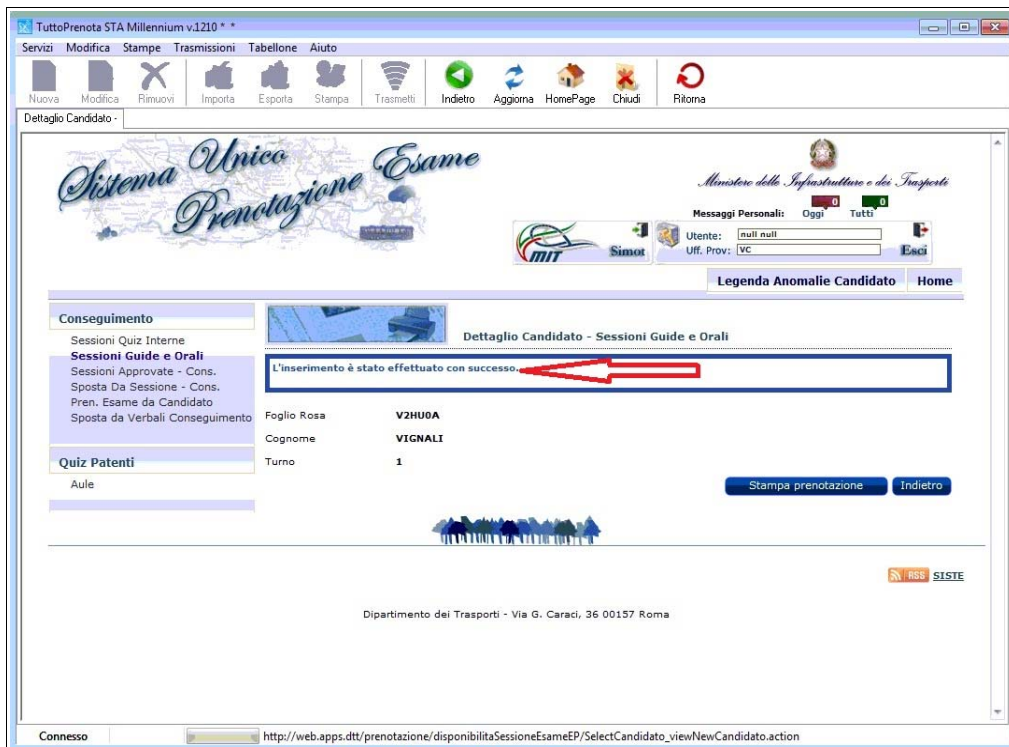 TuttoPrenota STA Millennium v.1210 * *
Servizi Modifica Stampe Trasmissioni Tabellone Aiuto
Nuova Modifica Rimuovi Importa Esporta Stampa Trasmetti Indietro Aggiorna HomePage Chiudi Ritorna
Dettaglio Candidato -
Sistema Unico
Prenotazione Esame
Ministero delle Infrastrutture e dei Trasporti
0 0
Messaggi Personali: Oggi Tutti
MIT
Simot
Utente: null null
Uff. Prov: VC
Esci
Legenda Anomalie Candidato Home
Conseguimento
Sessioni Quiz Interne
Sessioni Guide e Orali
Sessioni Approvate - Cons.
Sposta Da Sessione - Cons.
Pren. Esame da Candidato
Sposta da Verbali Conseguimento
Quiz Patenti
Aule
Dettaglio Candidato - Sessioni Guide e Orali
L'inserimento è stato effettuato con successo.
Foglio Rosa V2HU0A
Cognome VIGNALI
Turno 1
Stampa prenotazione Indietro
RSS SISTE
Dipartimento dei Trasporti - Via G. Caraci, 36 00157 Roma
Connesso http://web.apps.dtt/prenotazione/disponibilitaSessioneEsameEP/SelectCandidato_viewNewCandidato.action